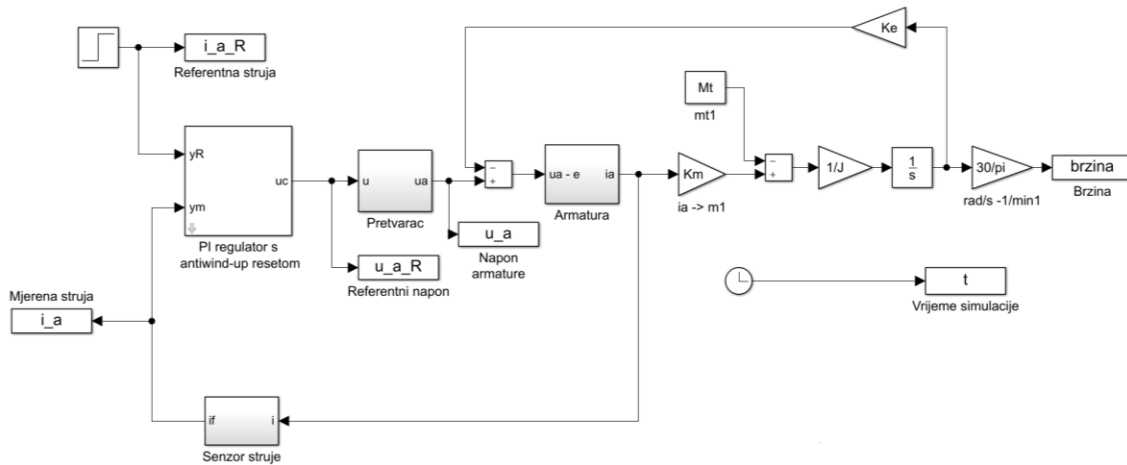 Ke
i_a_R
Referentna struja
Mt
mt1
yR
ym
uc
PI regulator s
antiwind-up resetom
u
ua
Pretvarac
−
+
ua - e
ia
Armatura
Km
ia -> m1
−
+
1/J
1
s
30/pi
rad/s -1/min1
brzina
Brzina
u_a
Napon
armature
u_a_R
Referentni napon
t
Vrijeme simulacije
Mjerena struja
i_a
if
i
Senzor struje